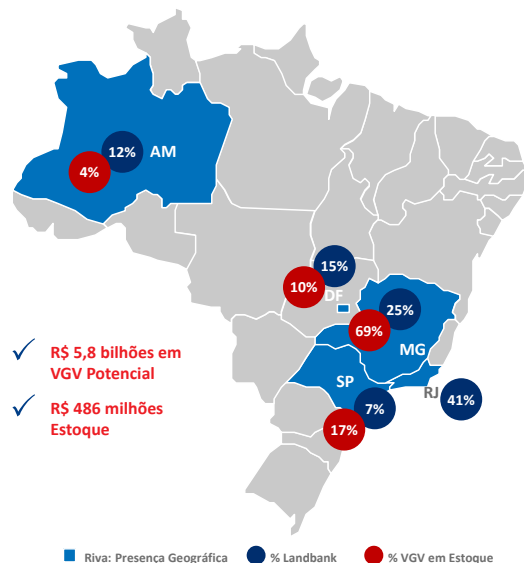 12%
AM
4%
15%
10%
DF
25%
69%
MG
SP
RJ
7%
41%
17%
R$ 5,8 bilhões em
VGV Potencial
R$ 486 milhões
Estoque
Riva: Presença Geográfica
% Landbank
% VGV em Estoque